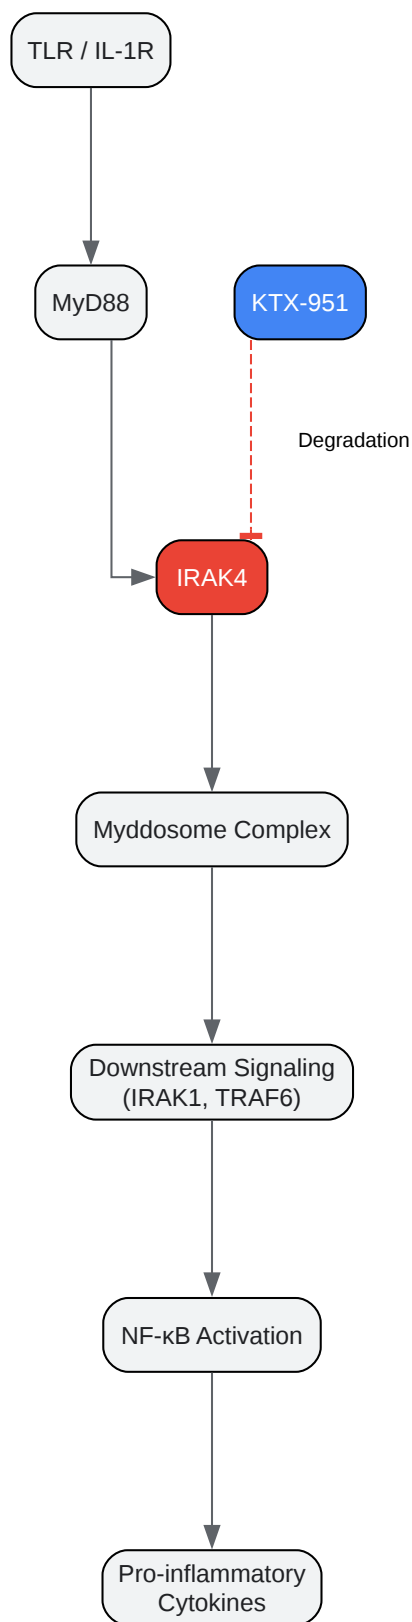 TLR / IL-1R
MyD88
KTX-951
Degradation
IRAK4
Myddosome Complex
Downstream Signaling
(IRAK1, TRAF6)
NF-κB Activation
Pro-inflammatory
Cytokines